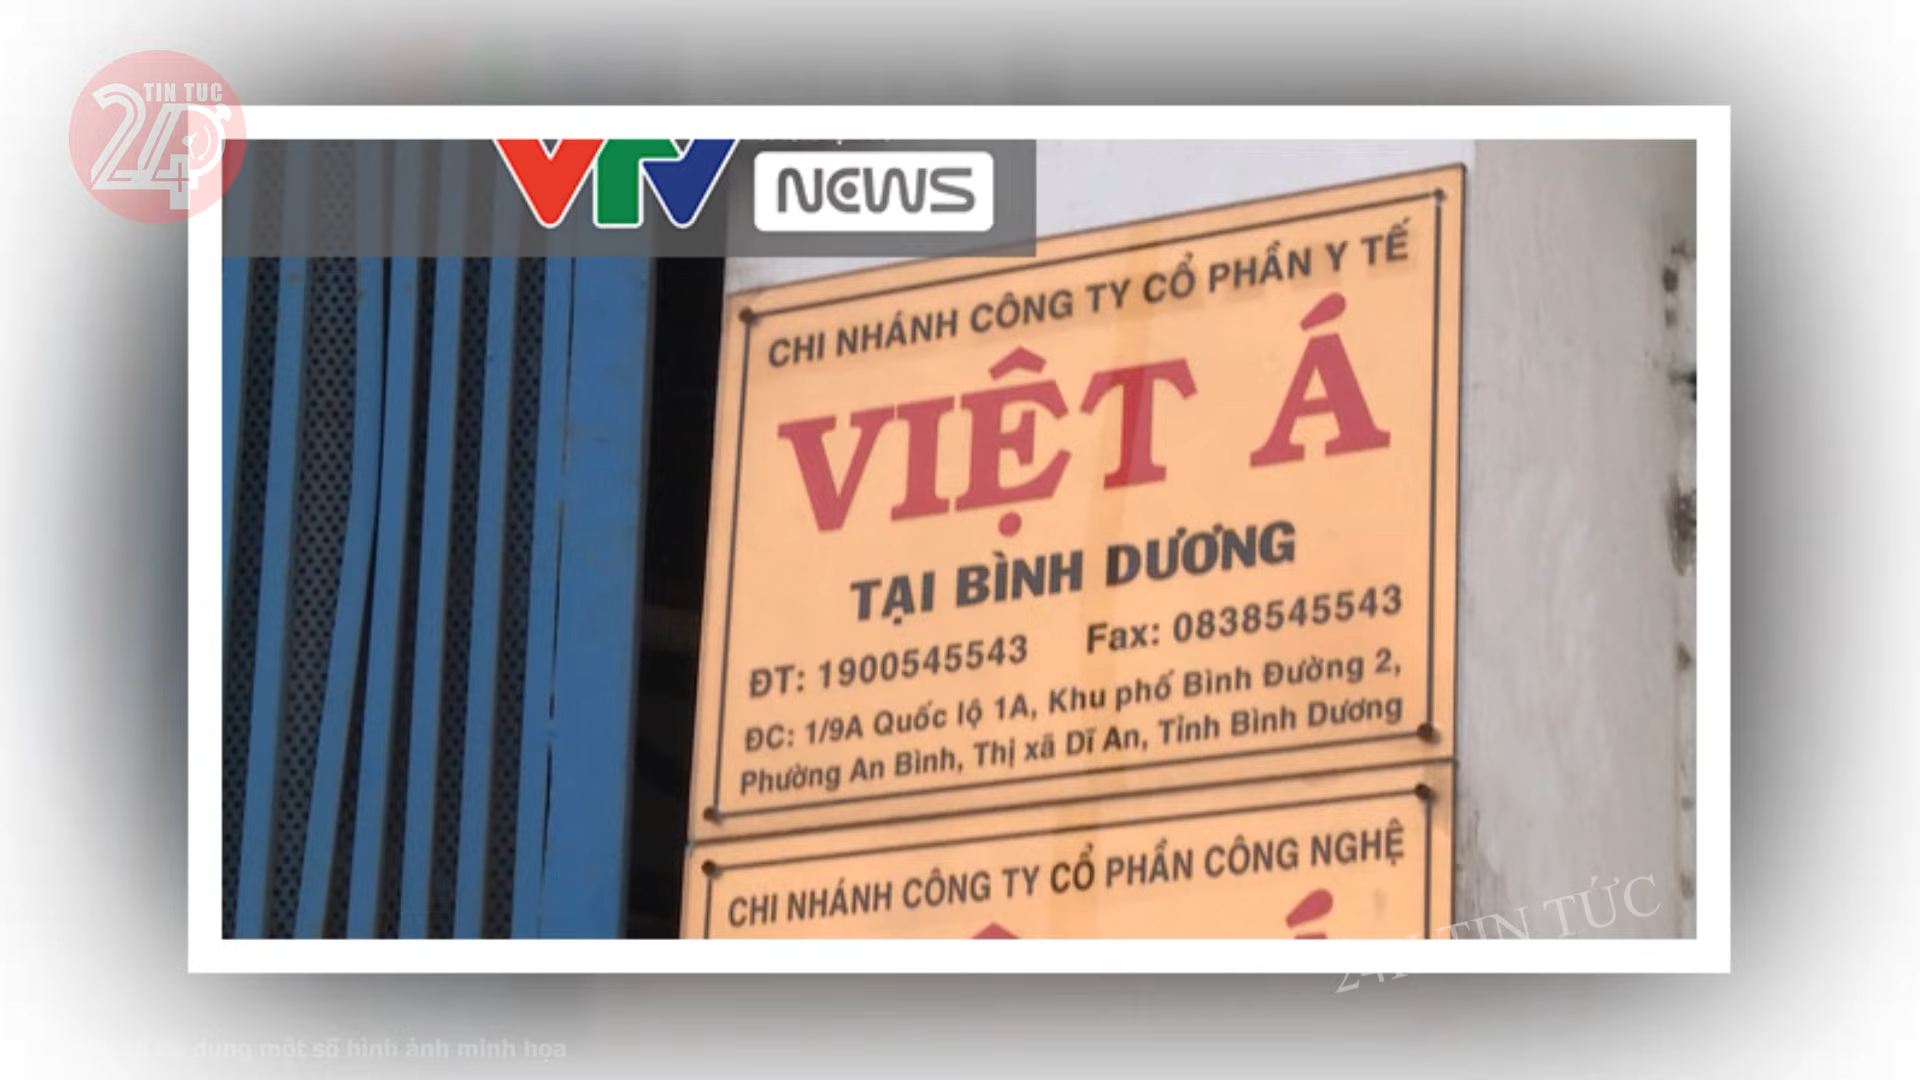 TIN TUC
24
VTV
NEWS
CHI NHÁNH CÔNG TY CỔ PHẦN Y TẾ
VIỆT Á
TẠI BÌNH DƯƠNG
ĐT: 1900545543 Fax: 0838545543
ĐC: 1/9A Quốc lộ 1A, Khu phố Bình Đường 2,
Phường An Bình, Thị xã Dĩ An, Tỉnh Bình Dương
CHI NHÁNH CÔNG TY CỔ PHẦN CÔNG NGHỆ
TIN TỨC
dụng một số hình ảnh minh họa